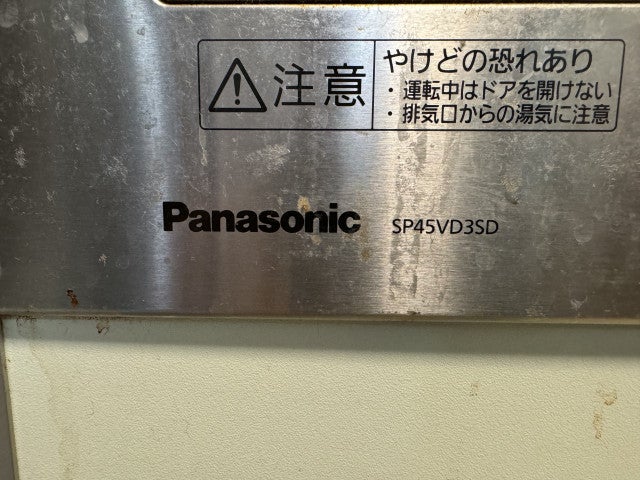 注意
やけどの恐れあり
・運転中はドアを開けない
・排気口からの湯気に注意
Panasonic SP45VD3SD